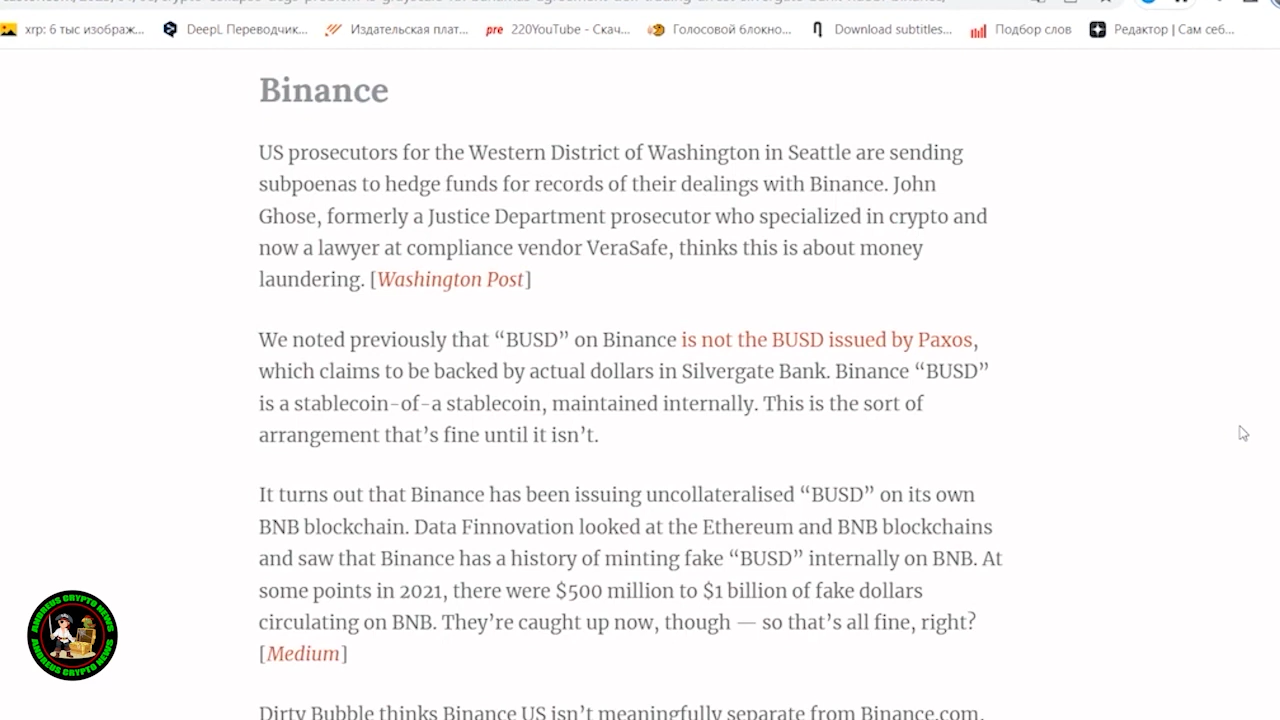 xrp: 6 тыс изображ... DeepL Переводчик... Издательская плат... pre 220YouTube - Скач... Голосовой блокно... Download subtitles... Подбор слов Редактор | Сам себ...
Binance
US prosecutors for the Western District of Washington in Seattle are sending
subpoenas to hedge funds for records of their dealings with Binance. John
Ghose, formerly a Justice Department prosecutor who specialized in crypto and
now a lawyer at compliance vendor VeraSafe, thinks this is about money
laundering. [Washington Post]
We noted previously that “BUSD” on Binance is not the BUSD issued by Paxos,
which claims to be backed by actual dollars in Silvergate Bank. Binance “BUSD”
is a stablecoin-of-a stablecoin, maintained internally. This is the sort of
arrangement that’s fine until it isn’t.
It turns out that Binance has been issuing uncollateralised “BUSD” on its own
BNB blockchain. Data Finnovation looked at the Ethereum and BNB blockchains
and saw that Binance has a history of minting fake “BUSD” internally on BNB. At
some points in 2021, there were $500 million to $1 billion of fake dollars
circulating on BNB. They’re caught up now, though — so that’s all fine, right?
[Medium]
Dirty Bubble thinks Binance US isn’t meaningfully separate from Binance.com.
ANDREUS CRYPTO NEWS
ANDREUS CRYPTO NEWS